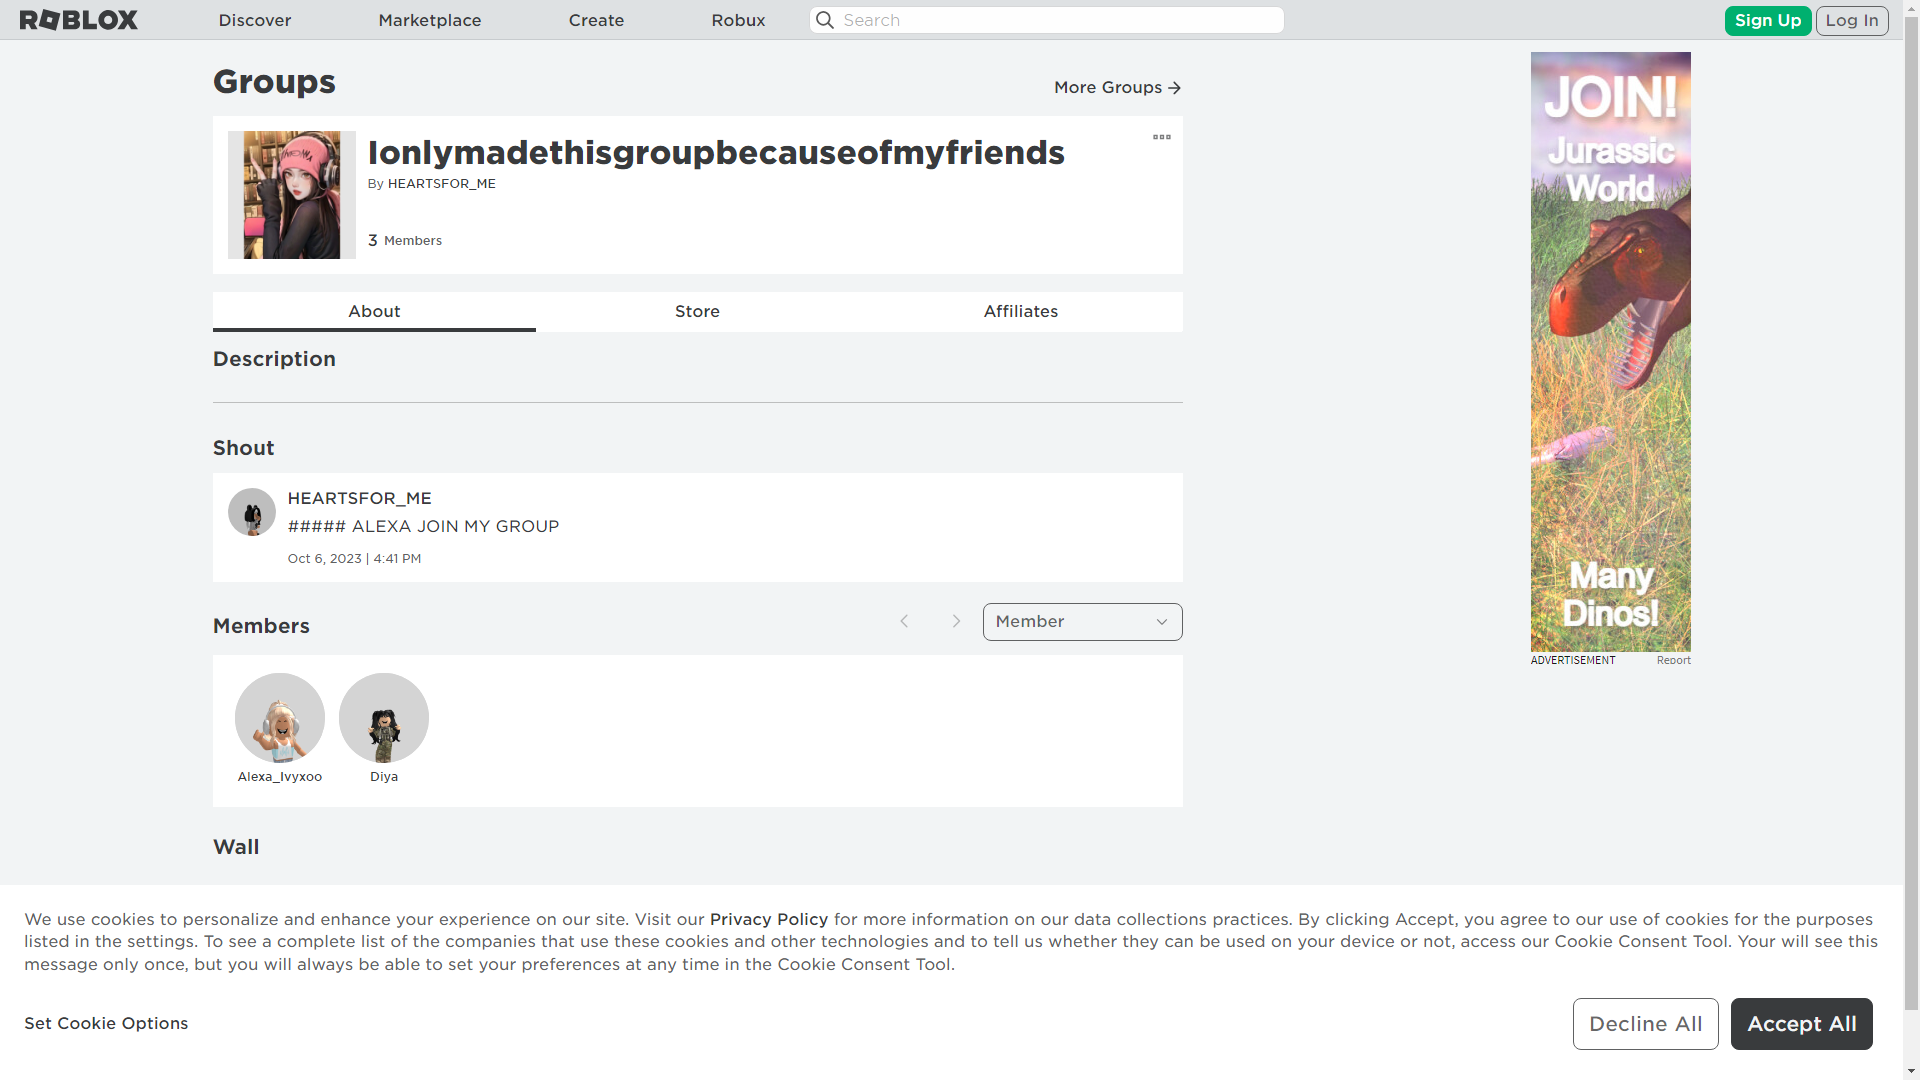 ROBLOX
Discover
Marketplace
Create
Robux
Search
Sign Up
Log In
Groups
More Groups
Ionlymadethisgroupbecauseofmyfriends
By HEARTSFOR_ME
3 Members
About
Store
Affiliates
Description
Shout
HEARTSFOR_ME
##### ALEXA JOIN MY GROUP
Oct 6, 2023 | 4:41 PM
Members
Member
Alexa_Ivyxoo
Diya
Wall
JOIN!
Jurassic
World
Many
Dinos!
ADVERTISEMENT
Report
We use cookies to personalize and enhance your experience on our site. Visit our Privacy Policy for more information on our data collections practices. By clicking Accept, you agree to our use of cookies for the purposes
listed in the settings. To see a complete list of the companies that use these cookies and other technologies and to tell us whether they can be used on your device or not, access our Cookie Consent Tool. Your will see this
message only once, but you will always be able to set your preferences at any time in the Cookie Consent Tool.
Set Cookie Options
Decline All
Accept All